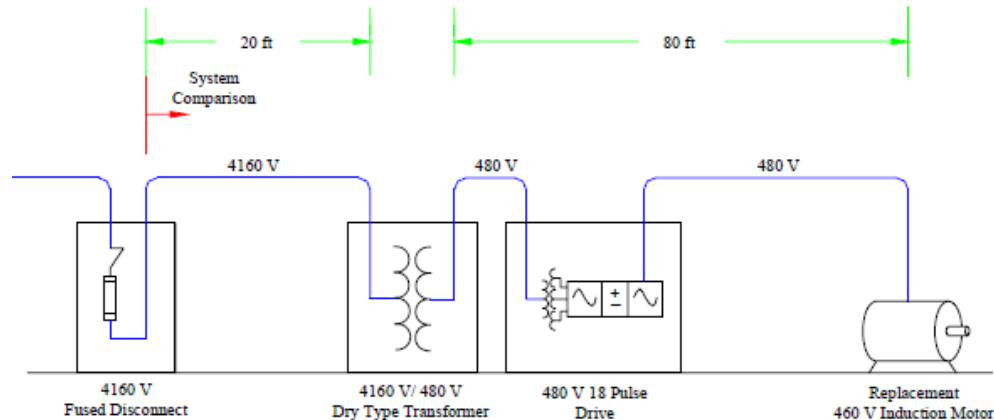 20 ft
80 ft
System
Comparison
4160 V
480 V
480 V
4160 V
Fused Disconnect
4160 V/ 480 V
Dry Type Transformer
480 V 18 Pulse
Drive
Replacement
460 V Induction Motor